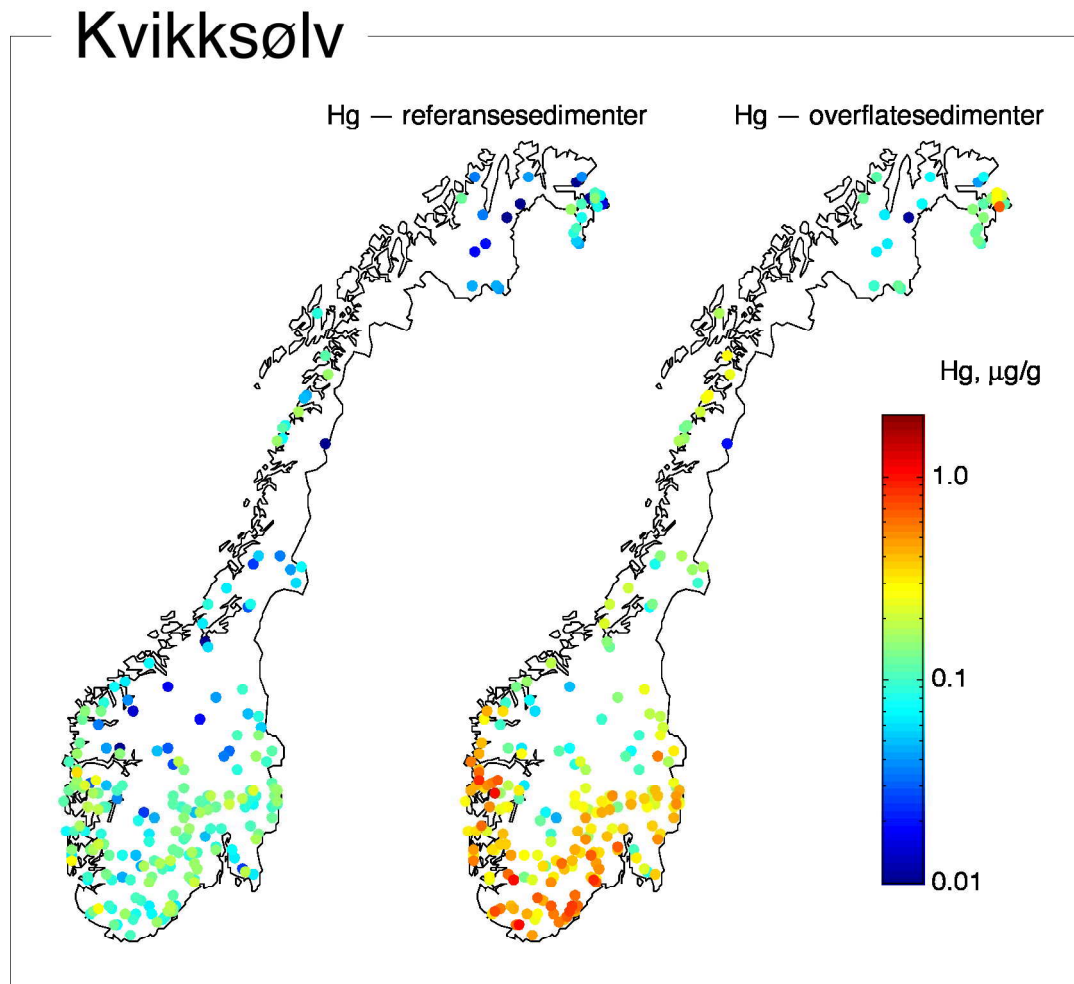 Kvikksølv
Hg — referansesedimenter
Hg — overflatesedimenter
Hg, µg/g
1.0
0.1
0.01